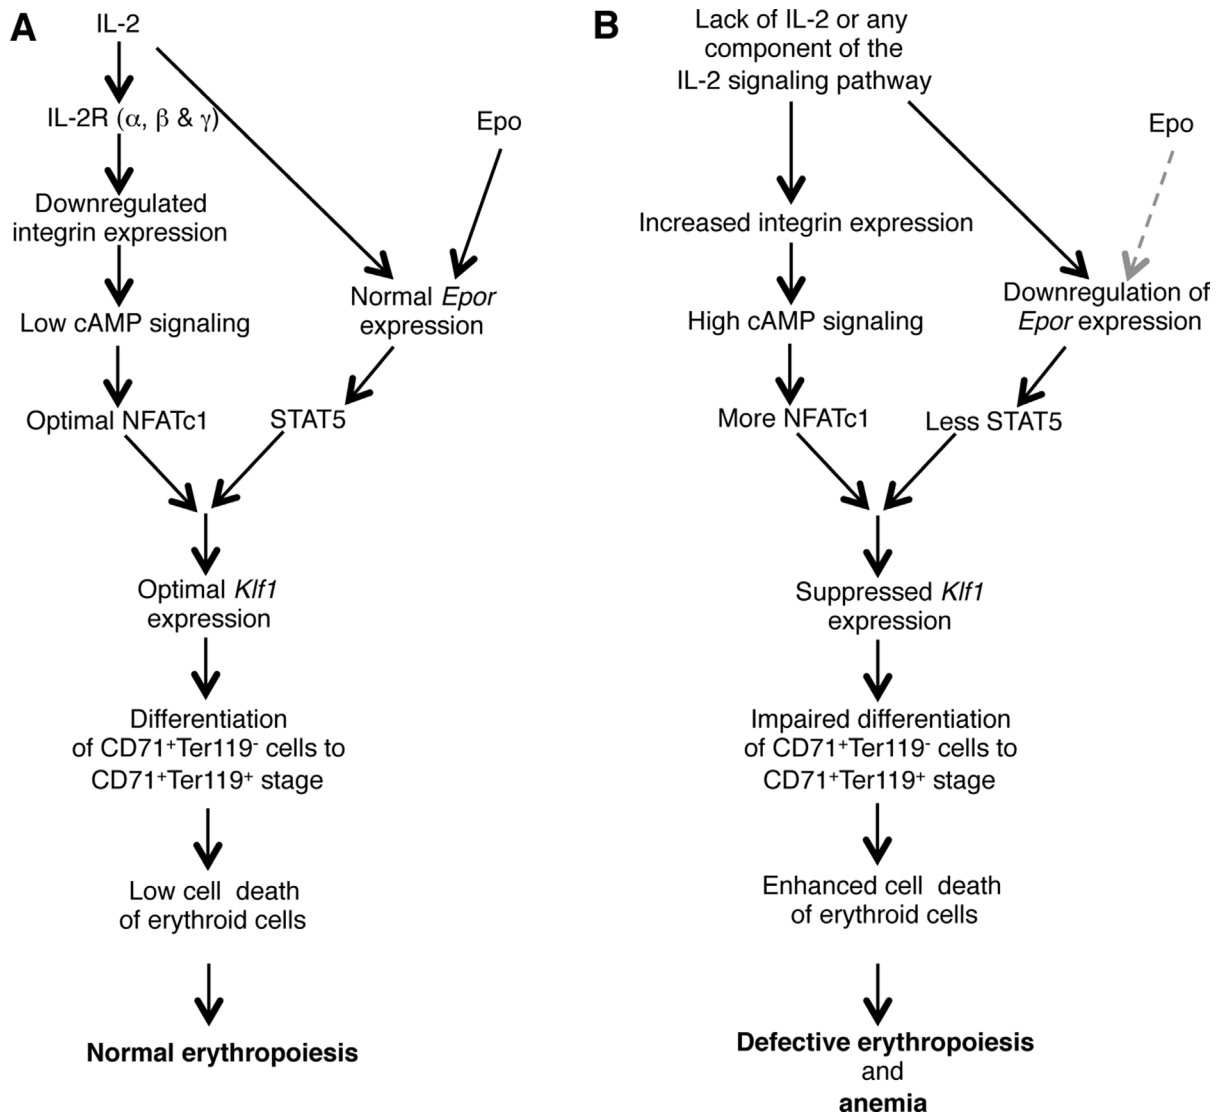 A
IL-2
IL-2R (α, β & γ)
Epo
Downregulated
integrin expression
Normal Epor
expression
Low cAMP signaling
Optimal NFATc1
STAT5
Optimal Klf1
expression
Differentiation
of CD71+Ter119- cells to
CD71+Ter119+ stage
Low cell death
of erythroid cells
Normal erythropoiesis
B
Lack of IL-2 or any
component of the
IL-2 signaling pathway
Epo
Increased integrin expression
Downregulation of
Epor expression
High cAMP signaling
More NFATc1
Less STAT5
Suppressed Klf1
expression
Impaired differentiation
of CD71+Ter119- cells to
CD71+Ter119+ stage
Enhanced cell death
of erythroid cells
Defective erythropoiesis
and
anemia